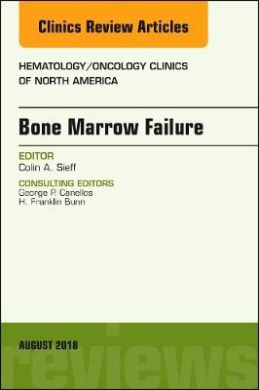 Clinics Review Articles
HEMATOLOGY/ONCOLOGY CLINICS
OF NORTH AMERICA
Bone Marrow Failure
EDITOR
Colin A. Sieff
CONSULTING EDITORS
George P. Canellos
H. Franklin Bunn
AUGUST 2018
reviews